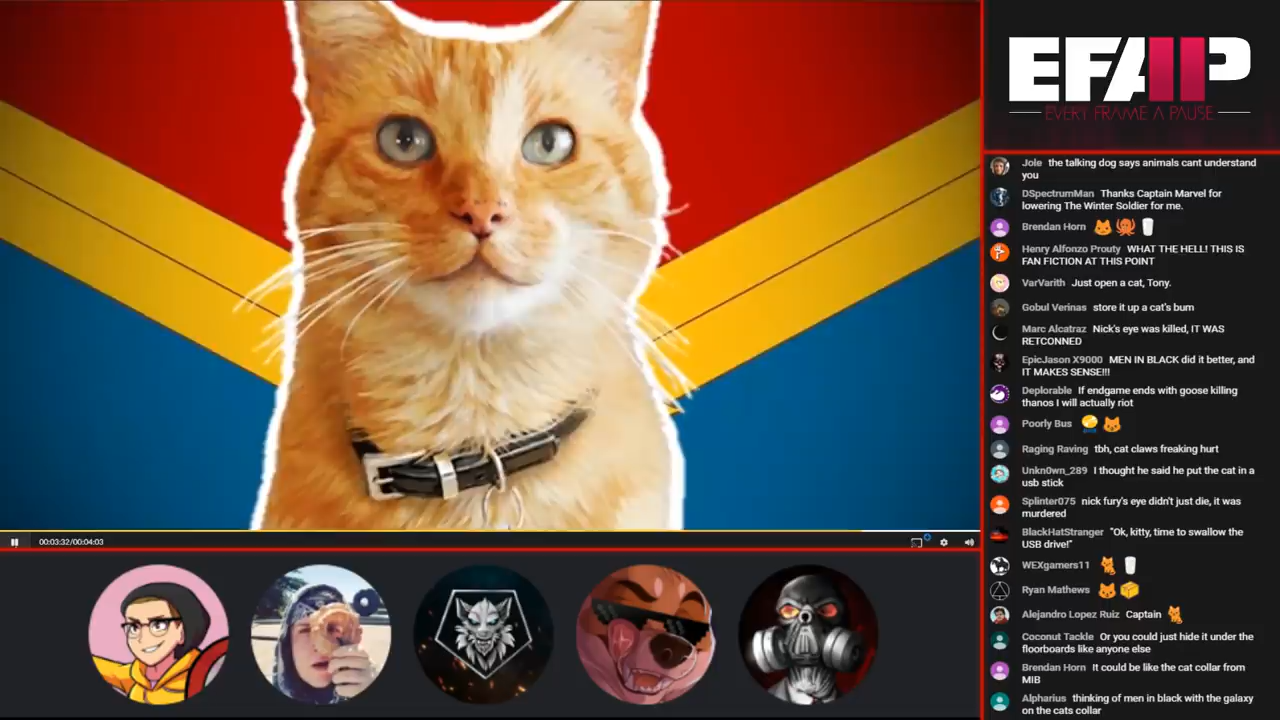 EFAP
EVERY FRAME A PAUSE
Jole the talking dog says animals cant understand
you
DSpectrumMan Thanks Captain Marvel for
lowering The Winter Soldier for me.
Brendan Horn
Henry Alfonzo Prouty WHAT THE HELL! THIS IS
FAN FICTION AT THIS POINT
VarVarith Just open a cat, Tony.
Gobul Verinas store it up a cat's bum
Marc Alcatraz Nick's eye was killed, IT WAS
RETCONNED
EpicJason X9000 MEN IN BLACK did it better, and
IT MAKES SENSE!!!
Deplorable If endgame ends with goose killing
thanos I will actually riot
Poorly Bus
Raging Raving tbh, cat claws freaking hurt
Unkn0wn_289 I thought he said he put the cat in a
usb stick
Splinter075 nick fury's eye didn't just die, it was
murdered
BlackHatStranger "Ok, kitty, time to swallow the
USB drive!"
WEXgamers11
Ryan Mathews
Alejandro Lopez Ruiz Captain
Coconut Tackle Or you could just hide it under the
floorboards like anyone else
Brendan Horn It could be like the cat collar from
MIB
Alpharius thinking of men in black with the galaxy
on the cats collar
00:03:32/00:04:03